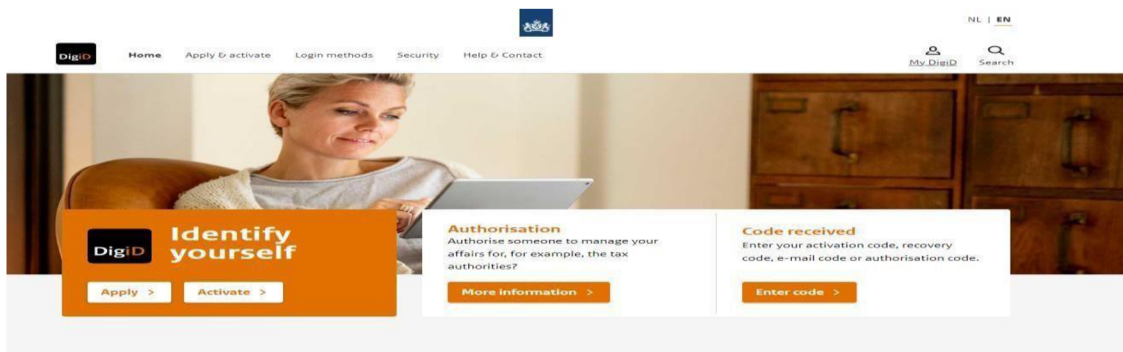 NL | EN
DigiD
Home
Apply & activate
Login methods
Security
Help & Contact
My DigiD
Search
DigiD
Identify
yourself
Apply >
Activate >
Authorisation
Authorise someone to manage your
affairs for, for example, the tax
authorities?
More information >
Code received
Enter your activation code, recovery
code, e-mail code or authorisation code.
Enter code >